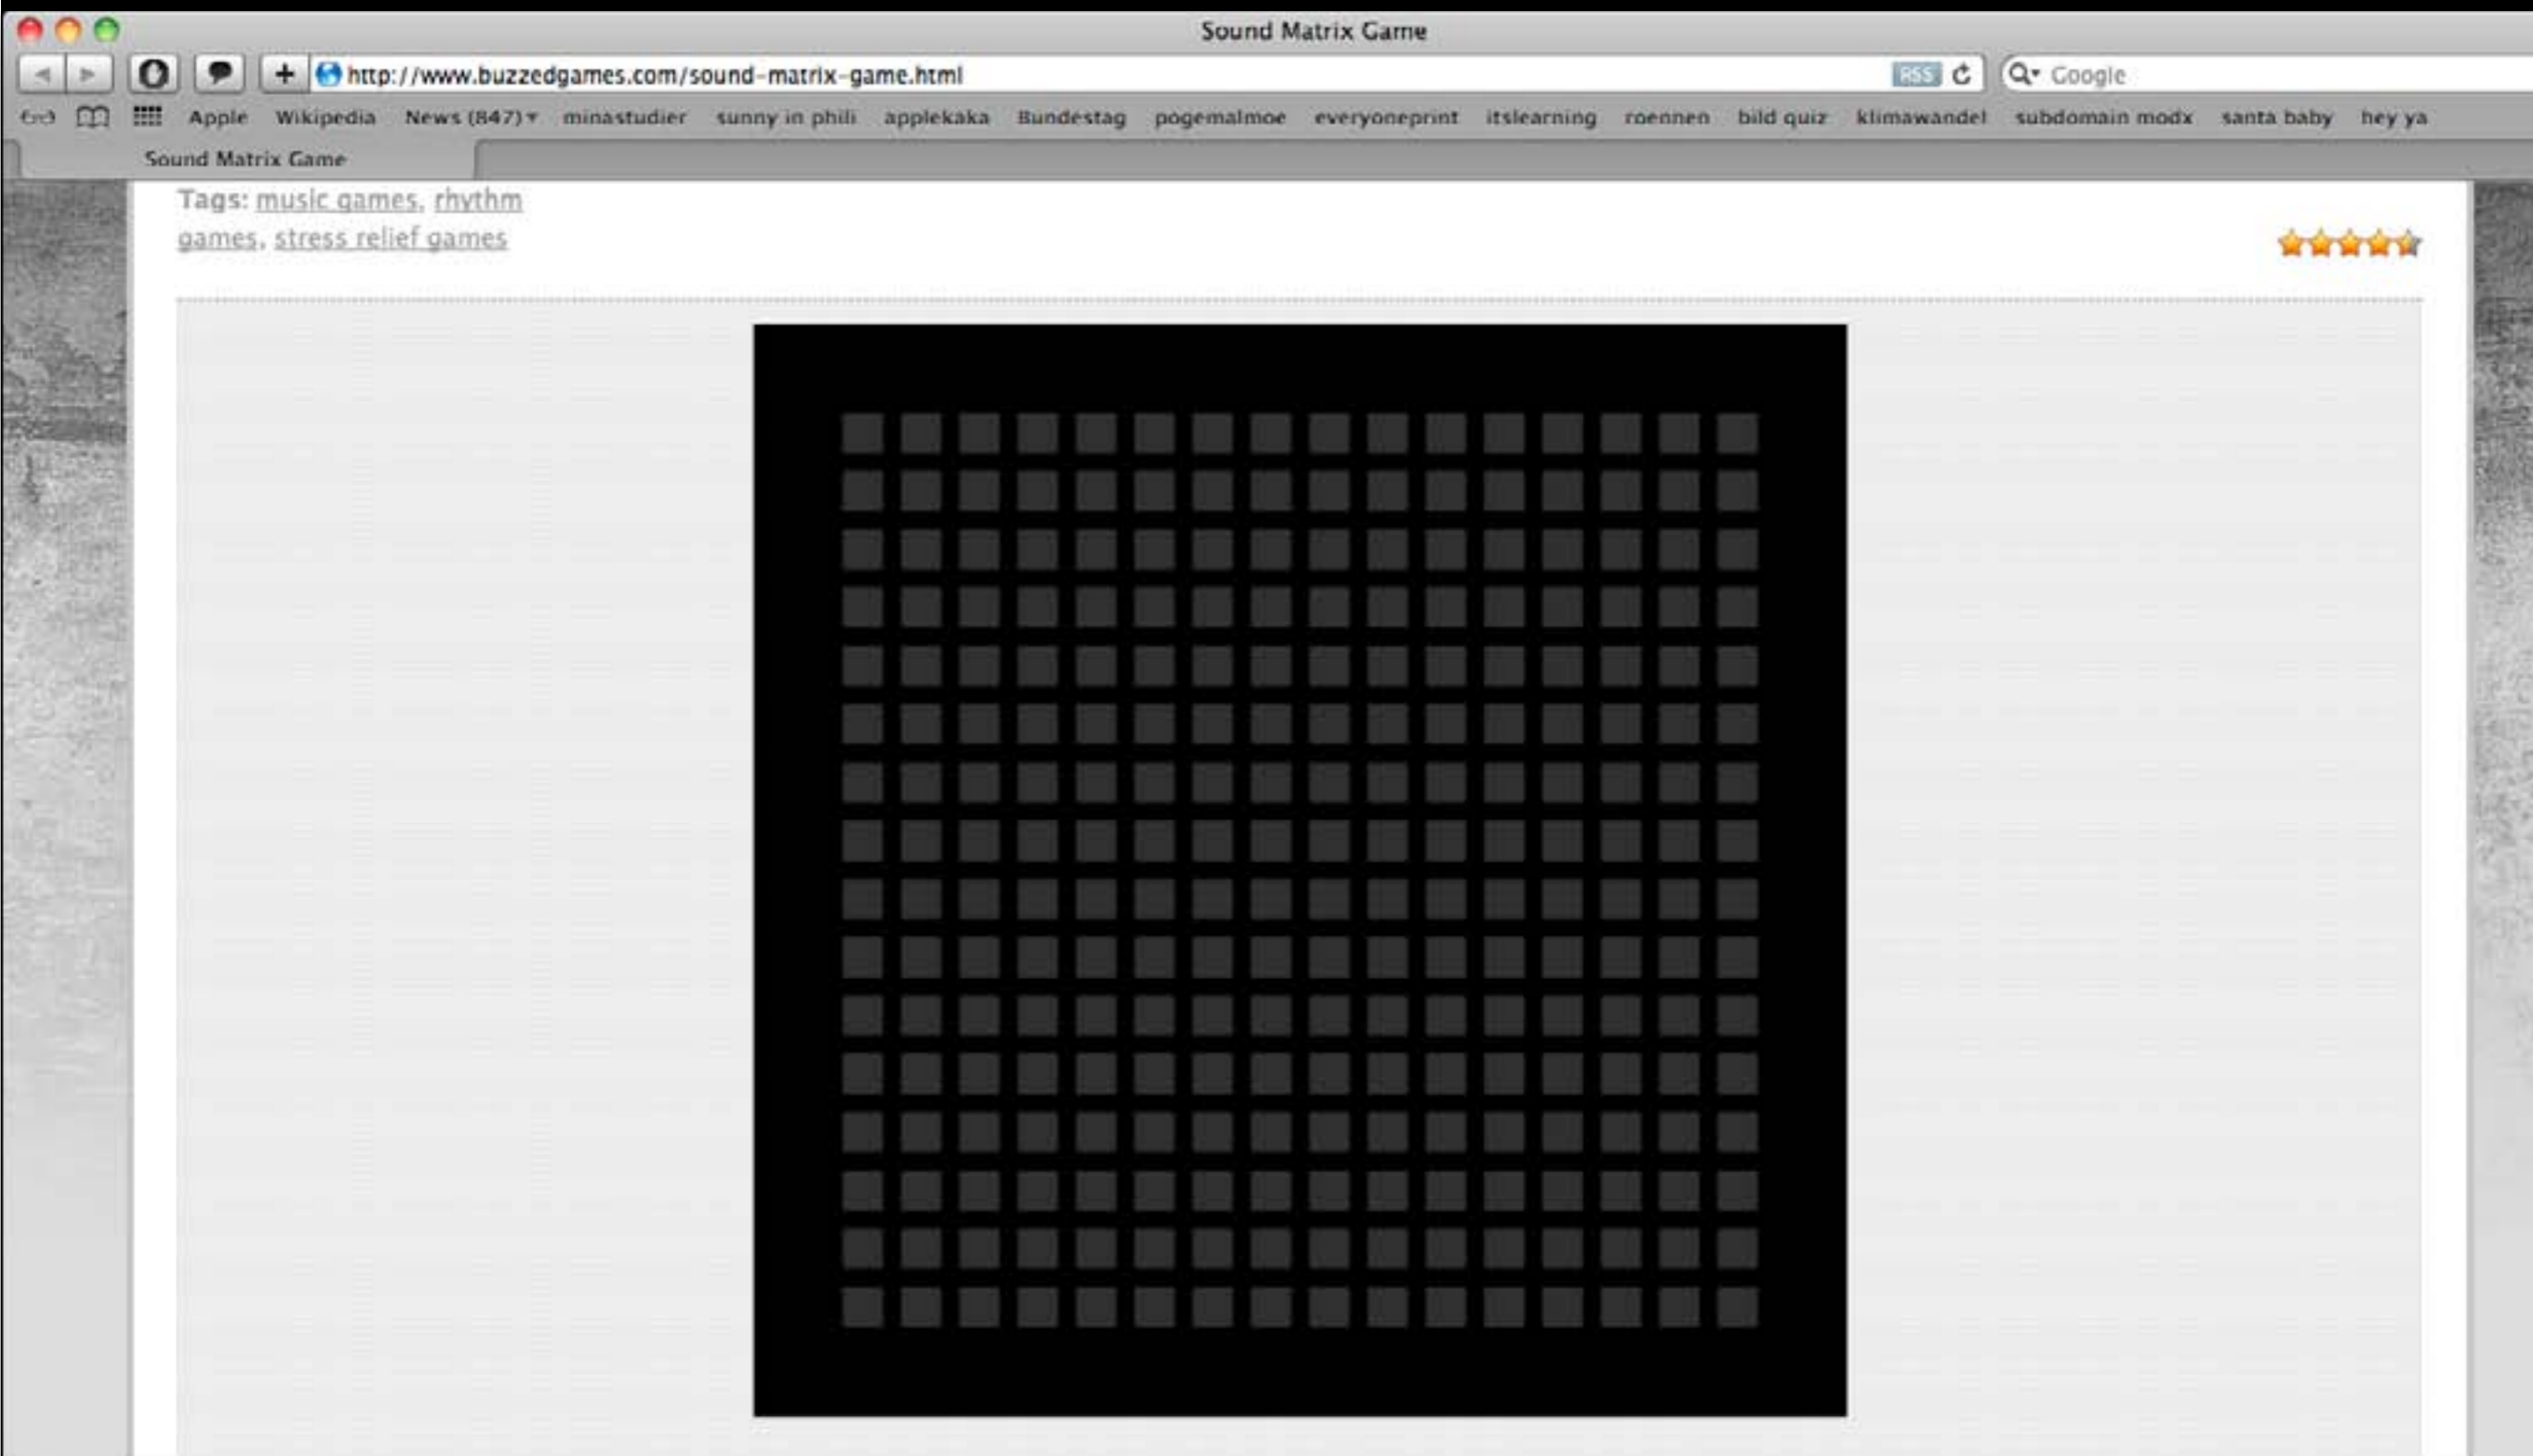 Sound Matrix Game
http://www.buzzedgames.com/sound-matrix-game.html RSS Google
Apple Wikipedia News (847) minastudier sunny in phili applekaka Bundestag pogemalmoe everyoneprint itslearning roennen bild quiz klimawandel subdomain modx santa baby hey ya
Sound Matrix Game
Tags: music games, rhythm
games, stress relief games